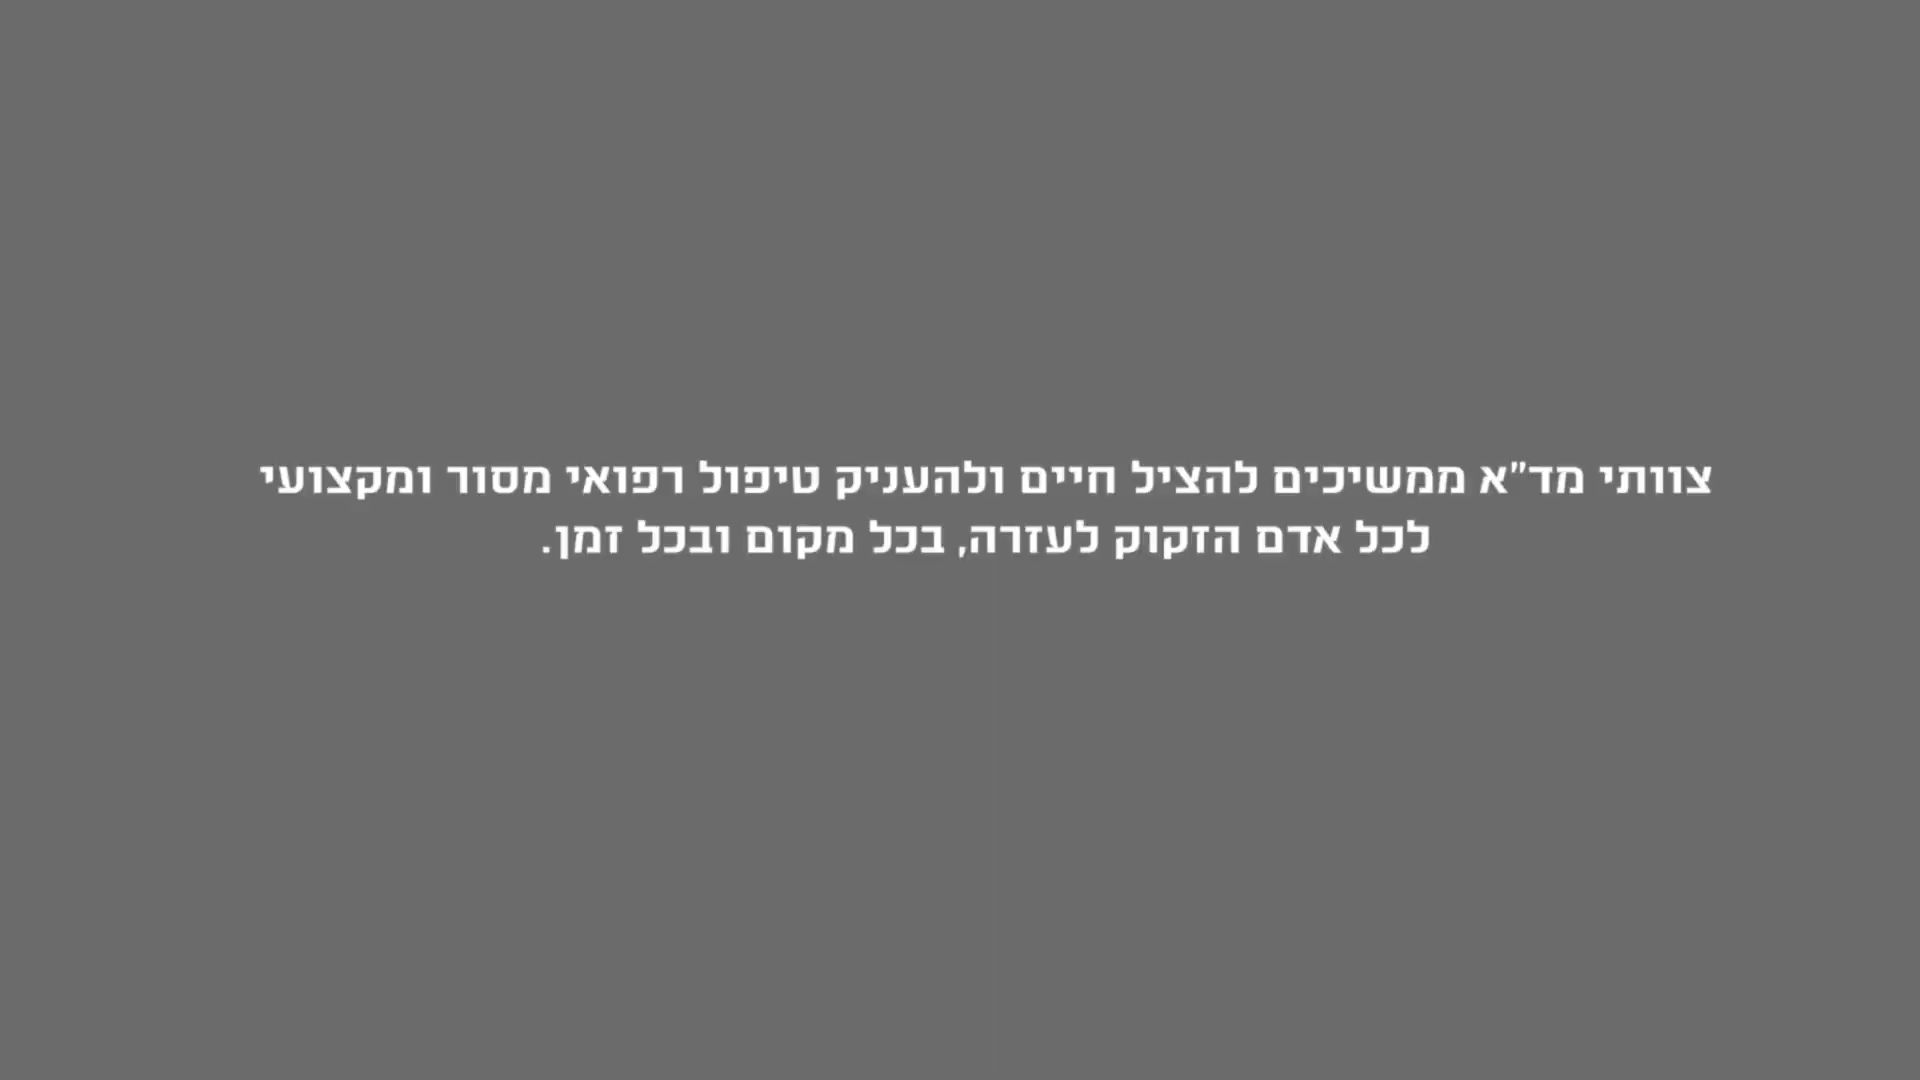 צוותי מד"א ממשיכים להציל חיים ולהעניק טיפול רפואי מסור ומקצועי
לכל אדם הזקוק לעזרה, בכל מקום ובכל זמן.